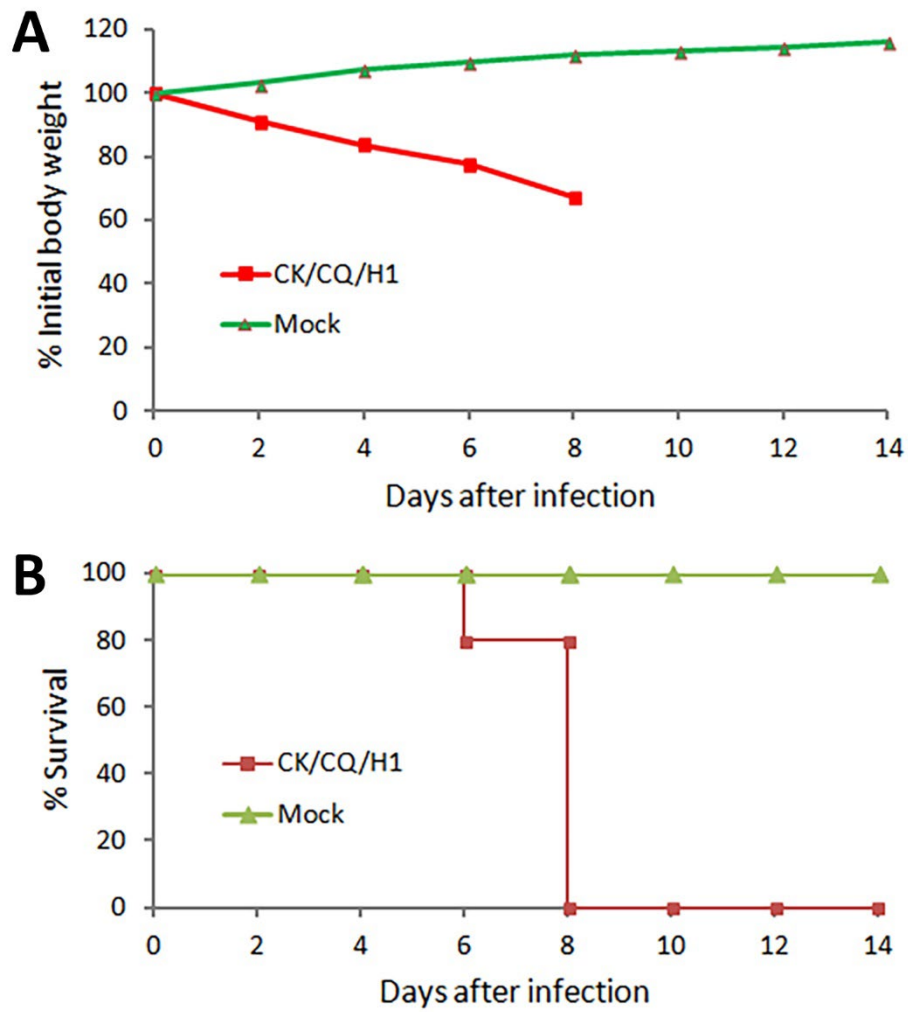 A
120
100
80
60
40
20
0
% Initial body weight
CK/CQ/H1
Mock
0 2 4 6 8 10 12 14
Days after infection
B
100
80
60
40
20
0
% Survival
CK/CQ/H1
Mock
0 2 4 6 8 10 12 14
Days after infection